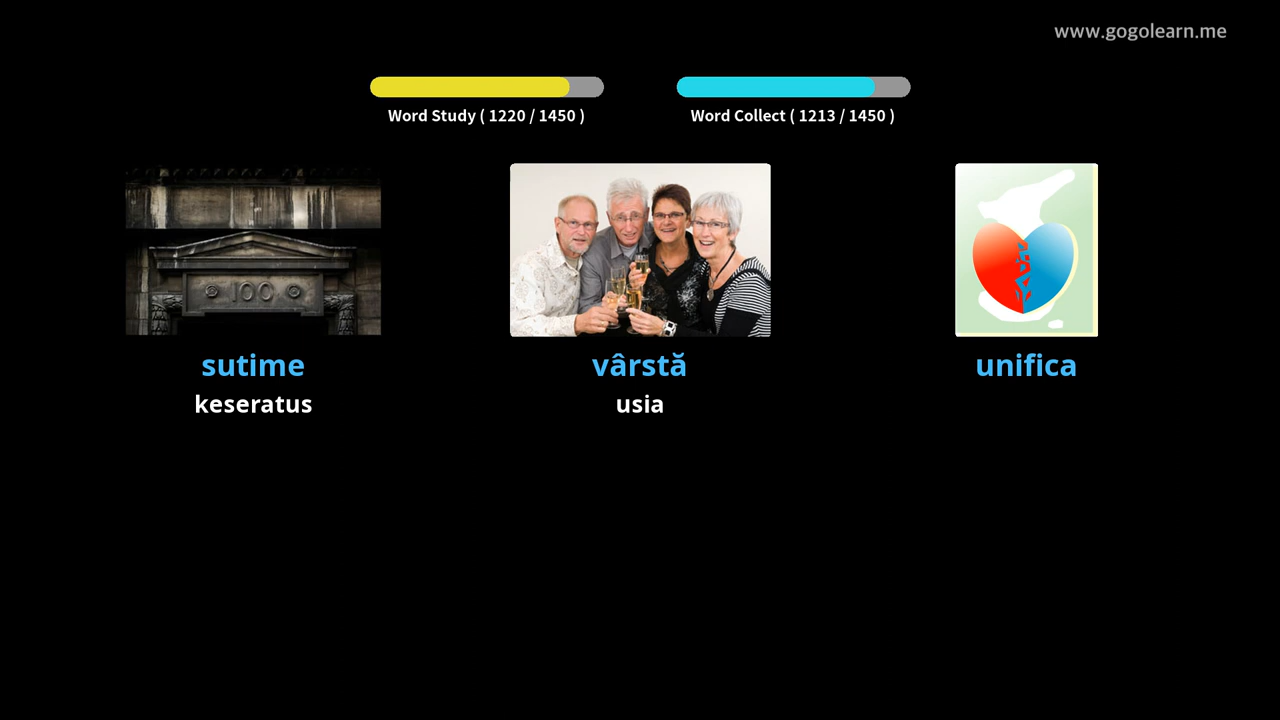 www.gogolearn.me
Word Study ( 1220 / 1450 )
Word Collect ( 1213 / 1450 )
100
sutime
vârstă
unifica
keseratus
usia